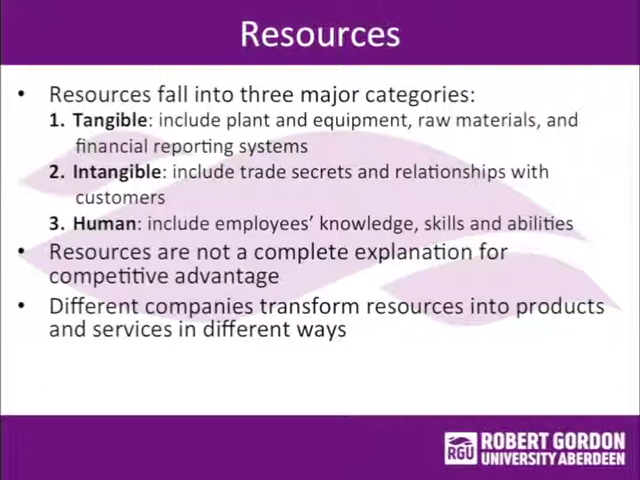 Resources
• Resources fall into three major categories:
1. Tangible: include plant and equipment, raw materials, and
financial reporting systems
2. Intangible: include trade secrets and relationships with
customers
3. Human: include employees' knowledge, skills and abilities
• Resources are not a complete explanation for
competitive advantage
• Different companies transform resources into products
and services in different ways
RGU
ROBERT GORDON
UNIVERSITY ABERDEEN